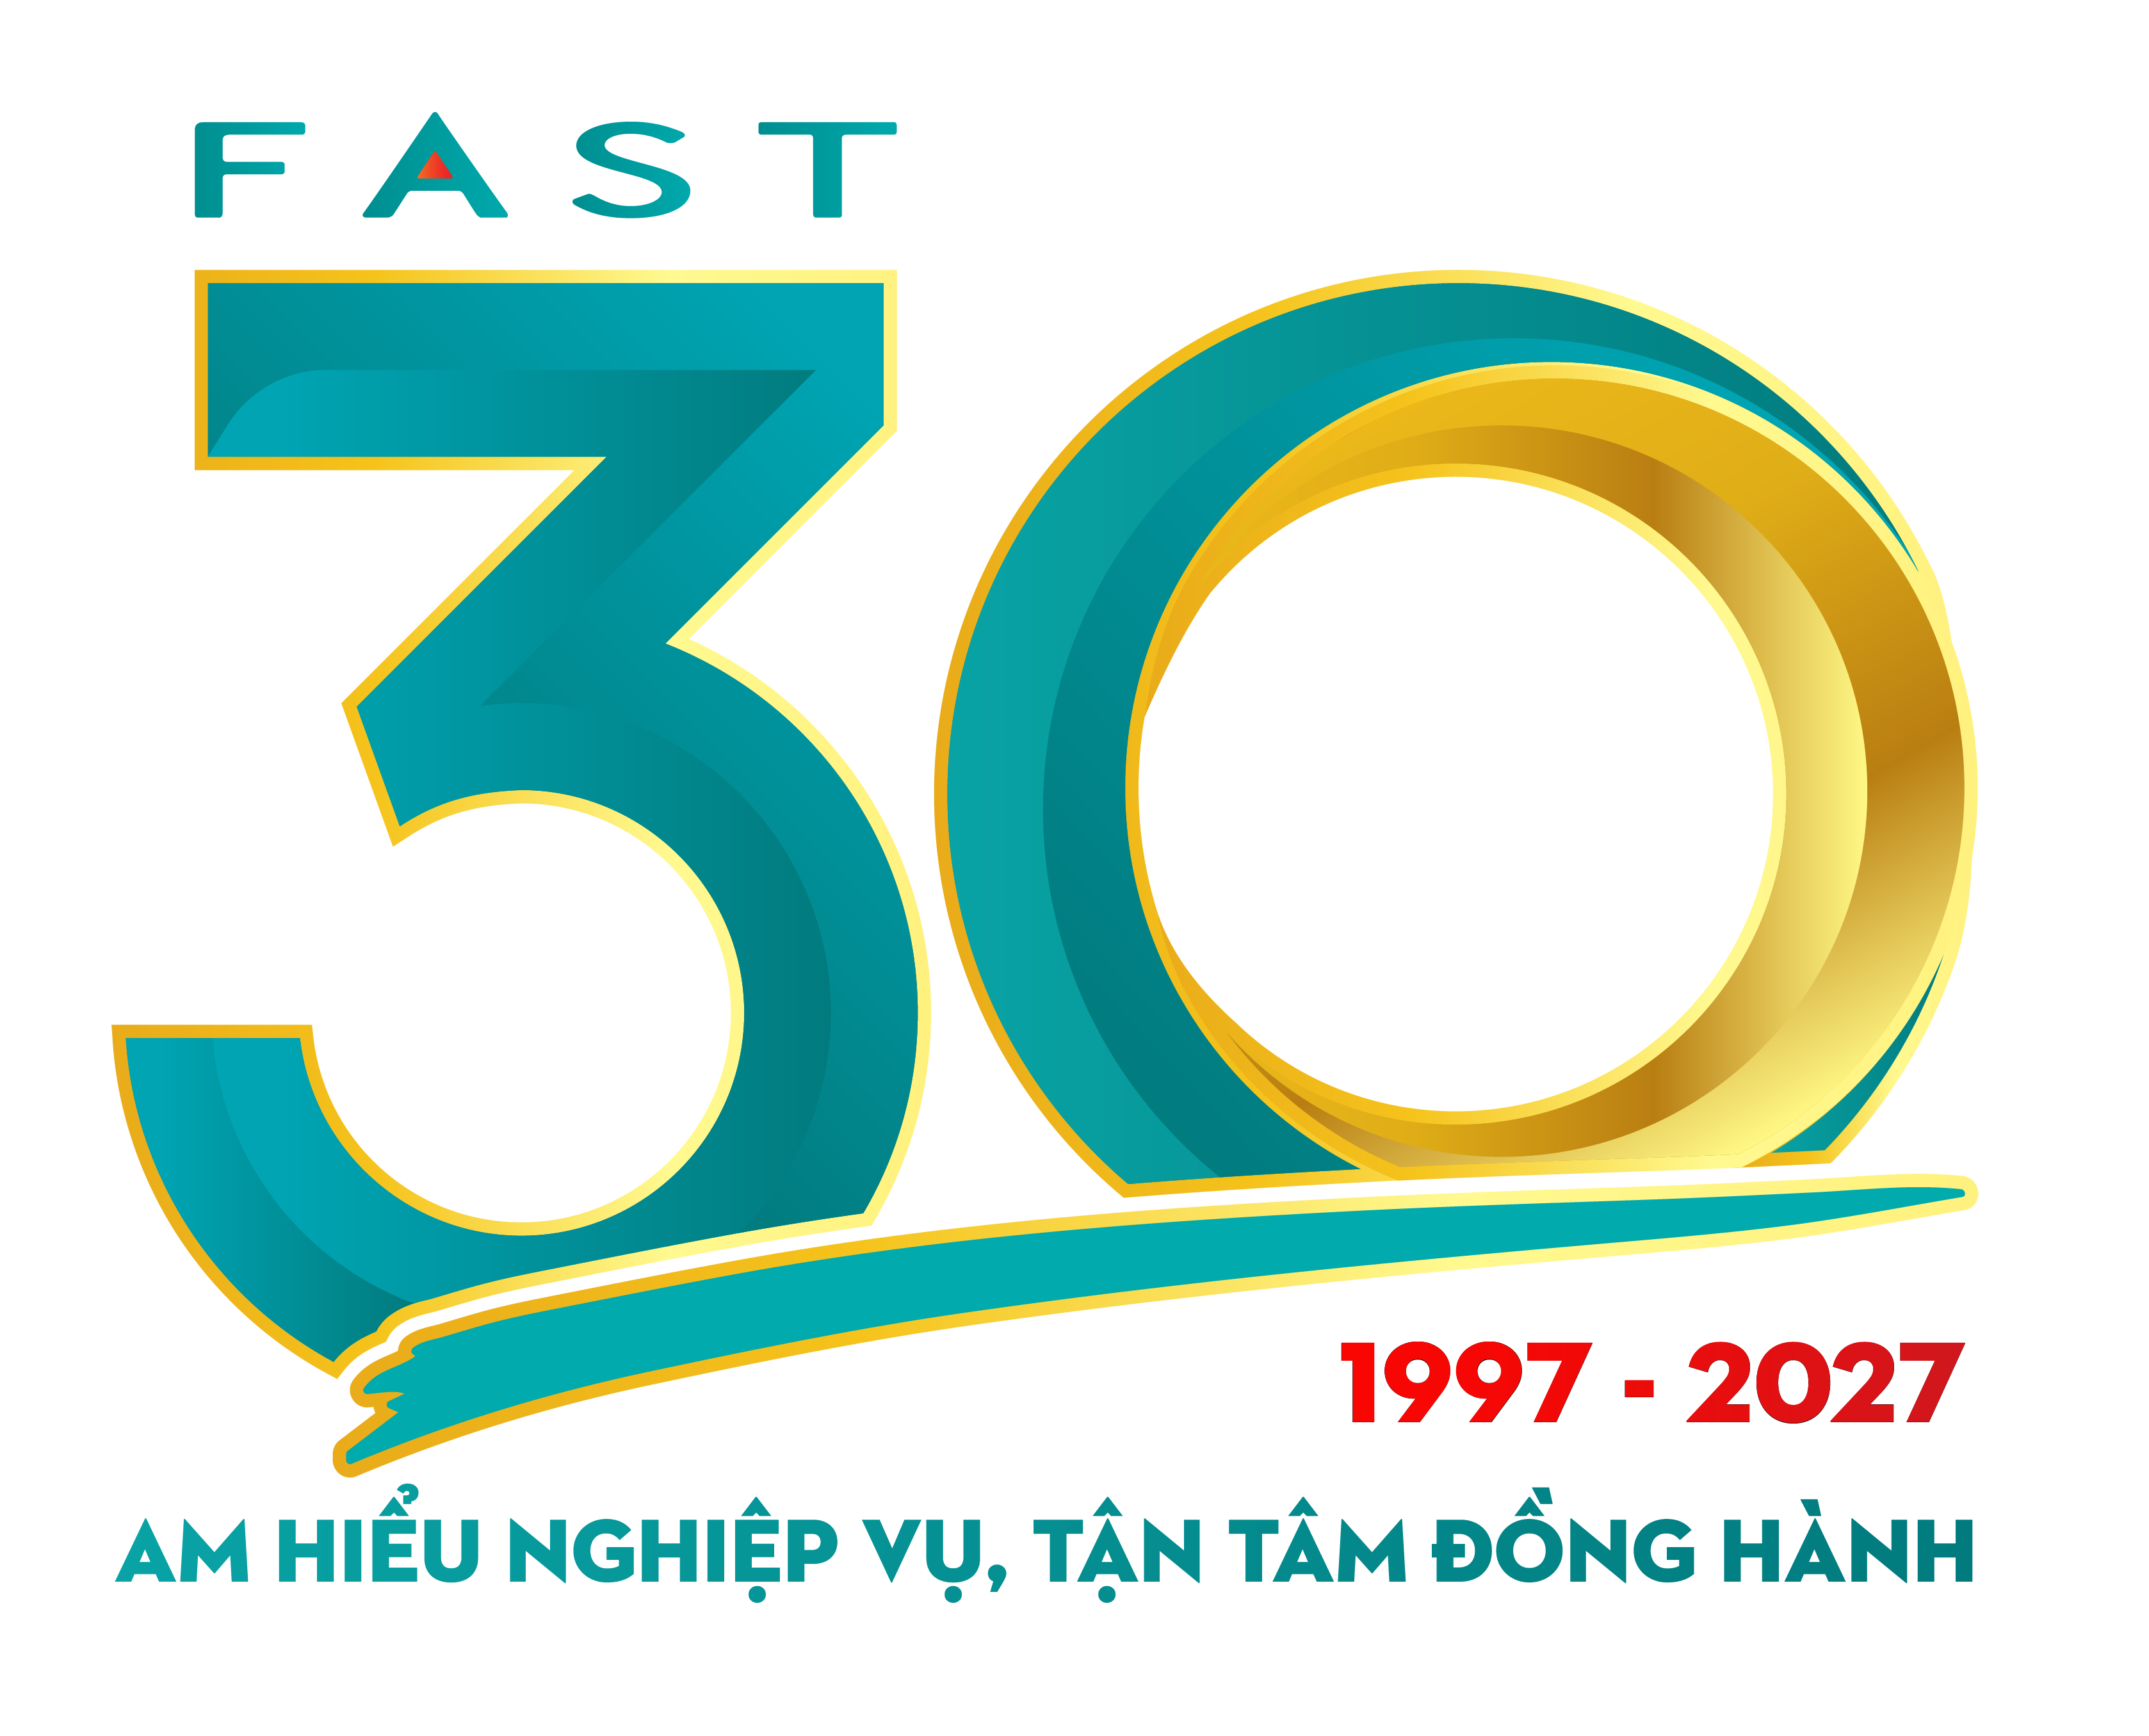 FAST
30
1997 - 2027
AM HIỂU NGHIỆP VỤ, TẬN TÂM ĐỒNG HÀNH